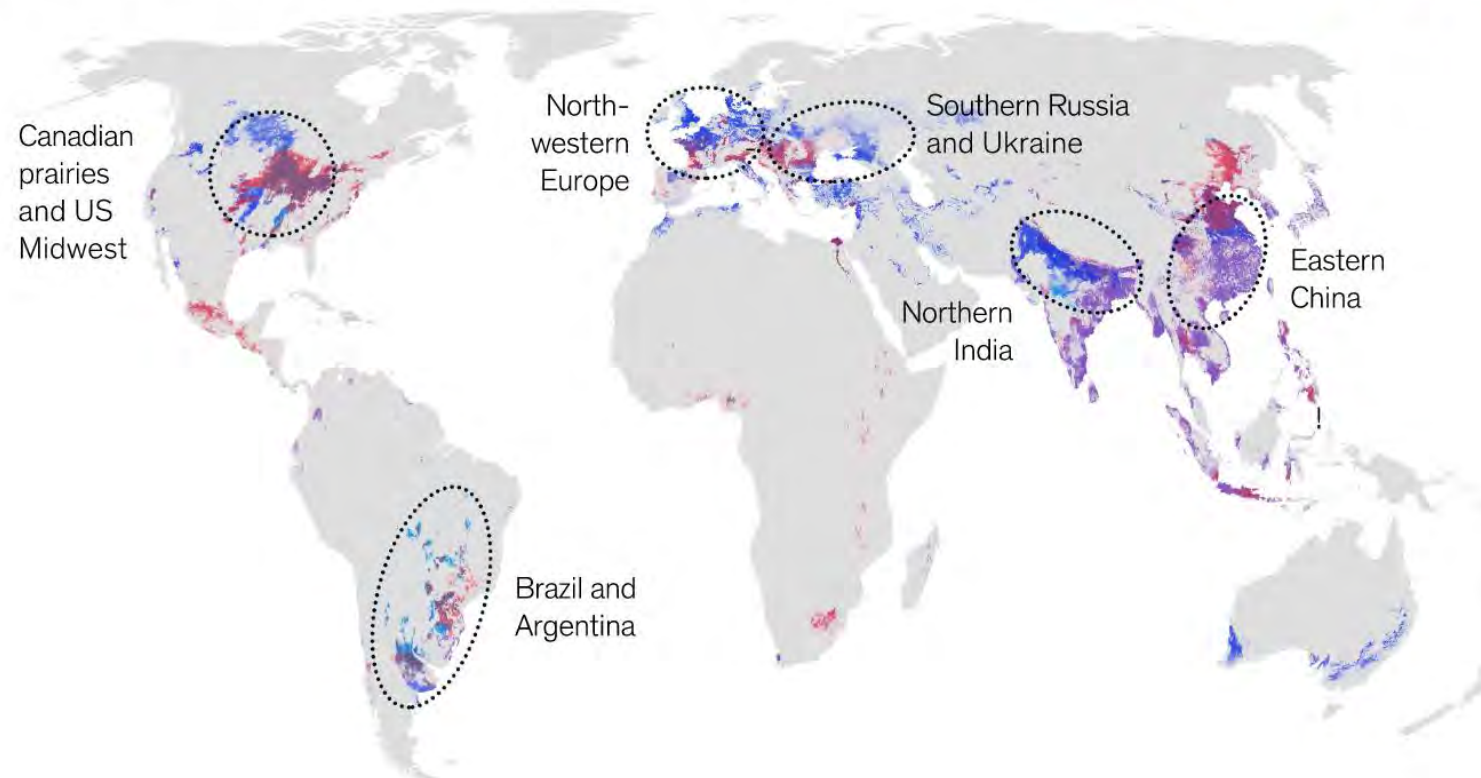 Canadian
prairies
and US
Midwest
North-
western
Europe
Southern Russia
and Ukraine
Northern
India
Eastern
China
Brazil and
Argentina